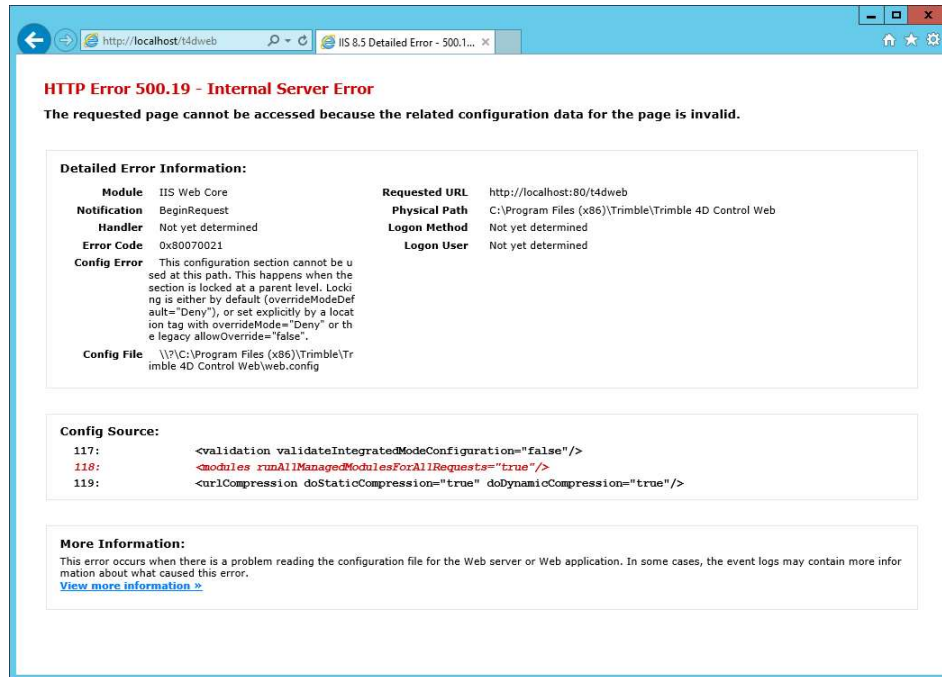 http://localhost/t4dweb
IIS 8.5 Detailed Error - 500.1...
HTTP Error 500.19 - Internal Server Error
The requested page cannot be accessed because the related configuration data for the page is invalid.
Detailed Error Information:
Module IIS Web Core
Notification BeginRequest
Handler Not yet determined
Error Code 0x80070021
Config Error This configuration section cannot be u
sed at this path. This happens when the
section is locked at a parent level. Locki
ng is either by default (overrideModeDef
ault="Deny"), or set explicitly by a locat
ion tag with overrideMode="Deny" or th
e legacy allowOverride="false".
Config File \\?\C:\Program Files (x86)\Trimble\Tr
imble 4D Control Web\web.config
Requested URL http://localhost:80/t4dweb
Physical Path C:\Program Files (x86)\Trimble\Trimble 4D Control Web
Logon Method Not yet determined
Logon User Not yet determined
Config Source:
117: <validation validateIntegratedModeConfiguration="false"/>
118: <modules runAllManagedModulesForAllRequests="true"/>
119: <urlCompression doStaticCompression="true" doDynamicCompression="true"/>
More Information:
This error occurs when there is a problem reading the configuration file for the Web server or Web application. In some cases, the event logs may contain more infor
mation about what caused this error.
View more information »